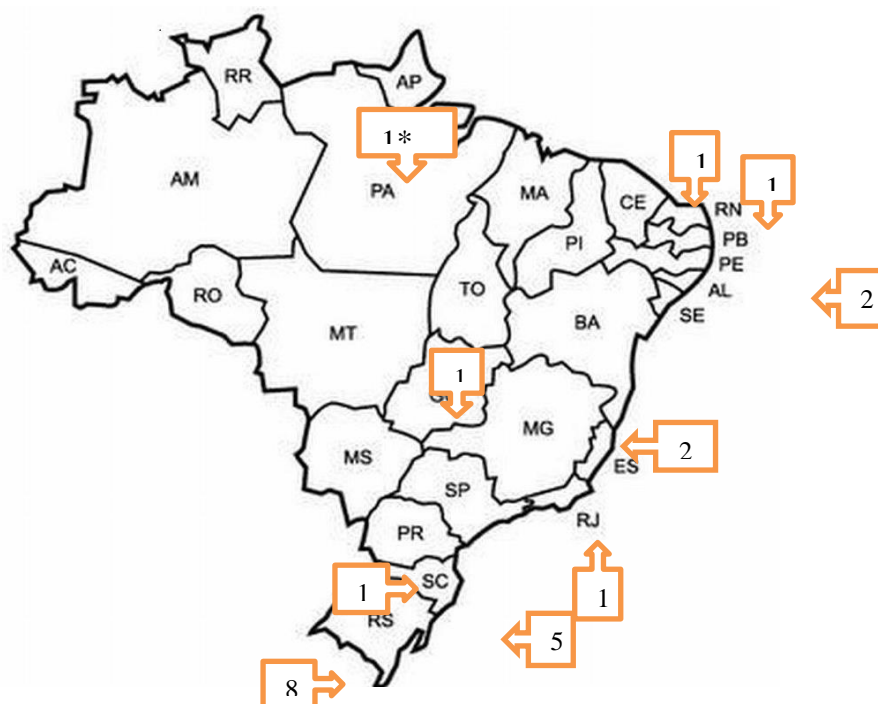 RR
AP
1*
1
1
AM
PA
MA
CE
RN
PB
PI
PE
AC
AL
TO
RO
2
SE
BA
MT
1
MG
2
MS
ES
SP
RJ
PR
SC
1
1
RS
5
8